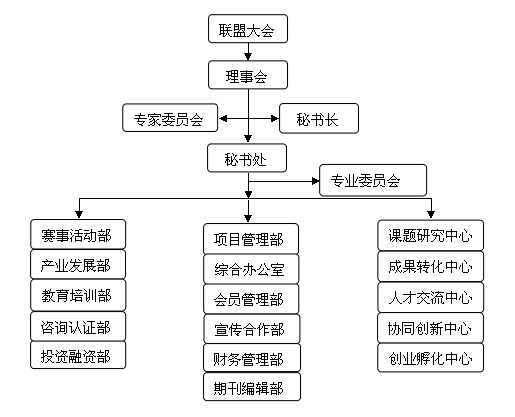 联盟大会
理事会
专家委员会
秘书长
秘书处
专业委员会
赛事活动部
产业发展部
教育培训部
咨询认证部
投资融资部
项目管理部
综合办公室
会员管理部
宣传合作部
财务管理部
期刊编辑部
课题研究中心
成果转化中心
人才交流中心
协同创新中心
创业孵化中心